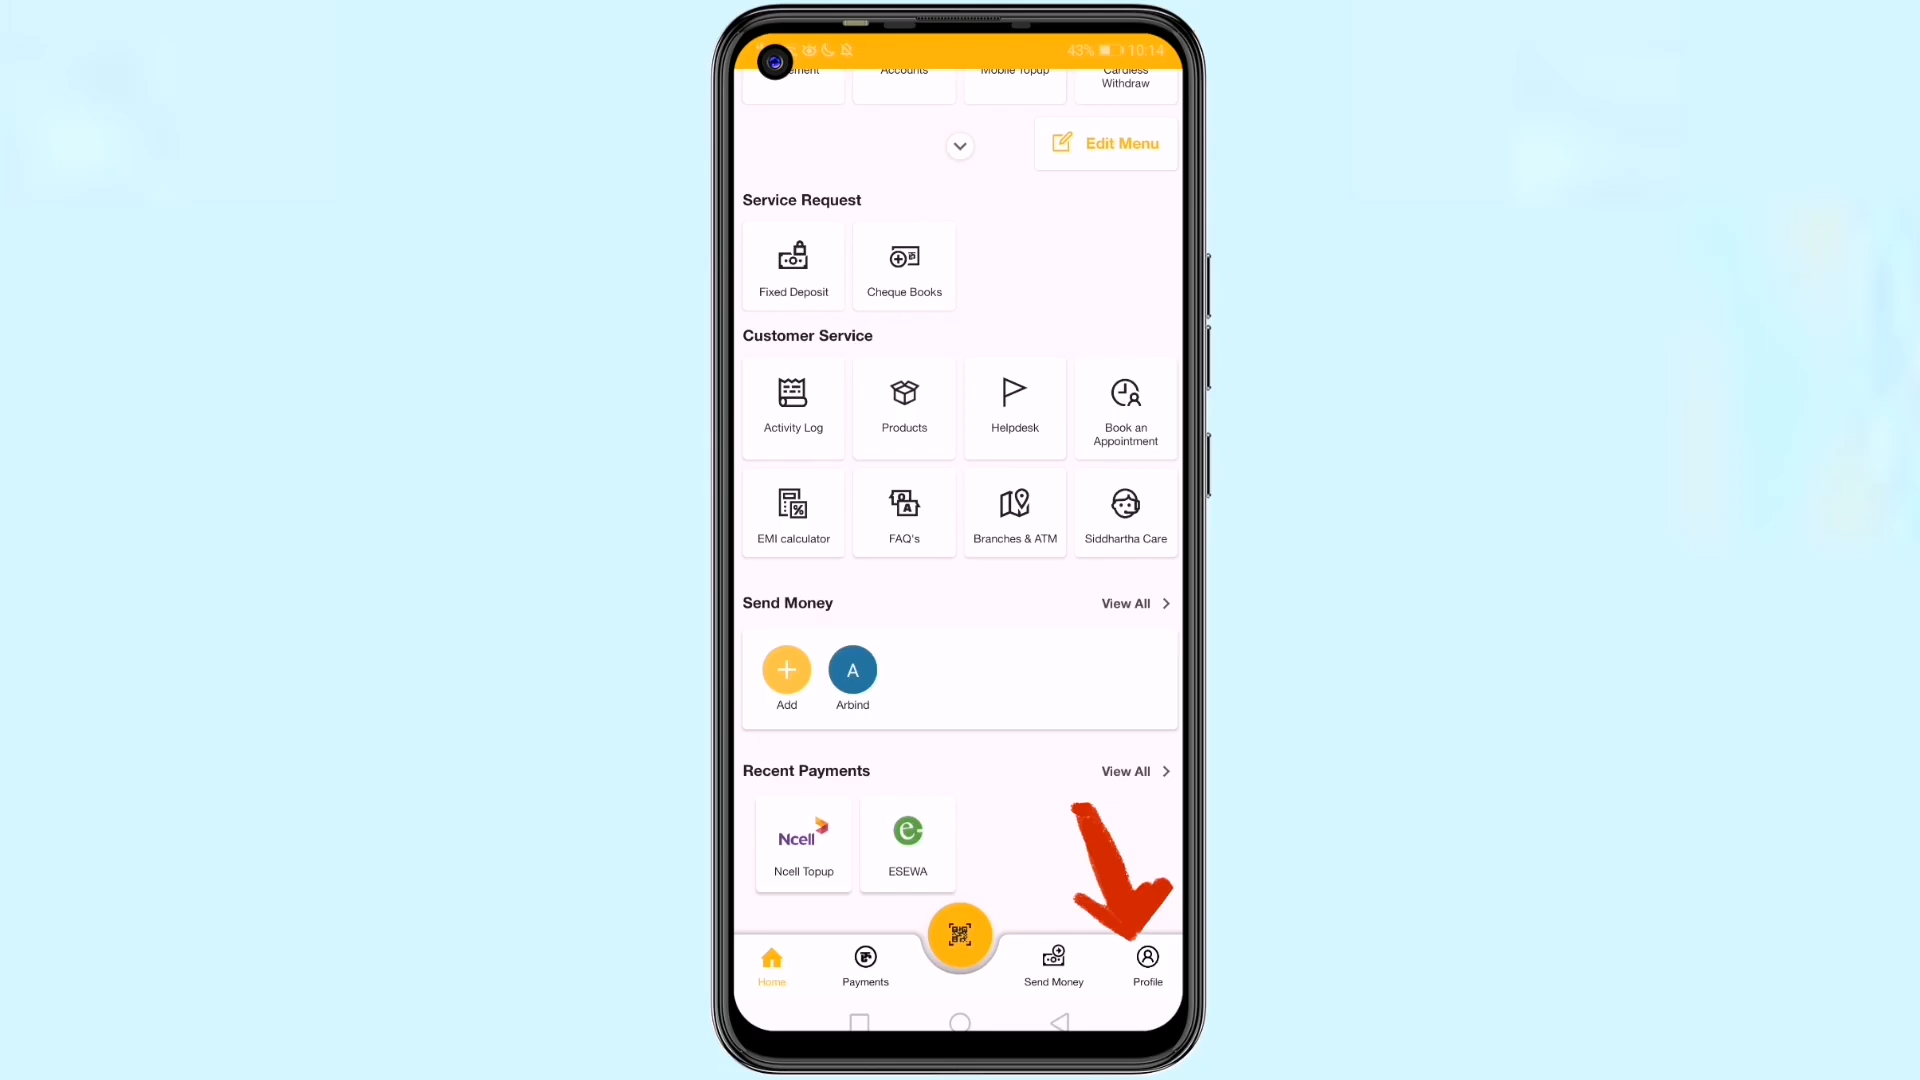 43% 10:14
Accounts
Mobile Topup
Cardless
Withdraw
Edit Menu
Service Request
Fixed Deposit
Cheque Books
Customer Service
Activity Log
Products
Helpdesk
Book an
Appointment
EMI calculator
FAQ's
Branches & ATM
Siddhartha Care
Send Money
View All
A
Add
Arbind
Recent Payments
View All
Ncell
e
Ncell Topup
ESEWA
Home
Payments
Send Money
Profile